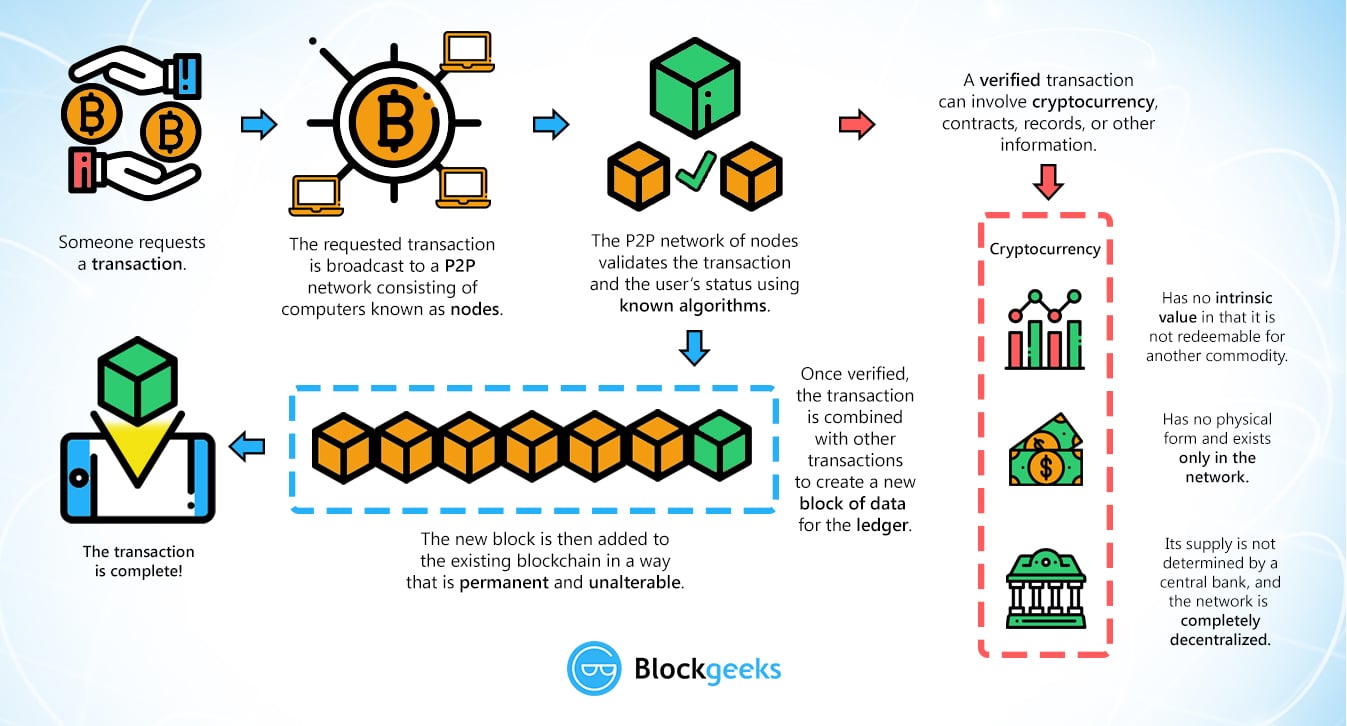 Someone requests
a transaction.
The requested transaction
is broadcast to a P2P
network consisting of
computers known as nodes.
The P2P network of nodes
validates the transaction
and the user's status using
known algorithms.
A verified transaction
can involve cryptocurrency,
contracts, records, or other
information.
Cryptocurrency
Has no intrinsic
value in that it is
not redeemable for
another commodity.
Has no physical
form and exists
only in the
network.
Its supply is not
determined by a
central bank, and
the network is
completely
decentralized.
Once verified,
the transaction
is combined
with other
transactions
to create a new
block of data
for the ledger.
The new block is then added to
the existing blockchain in a way
that is permanent and unalterable.
The transaction
is complete!
Blockgeeks